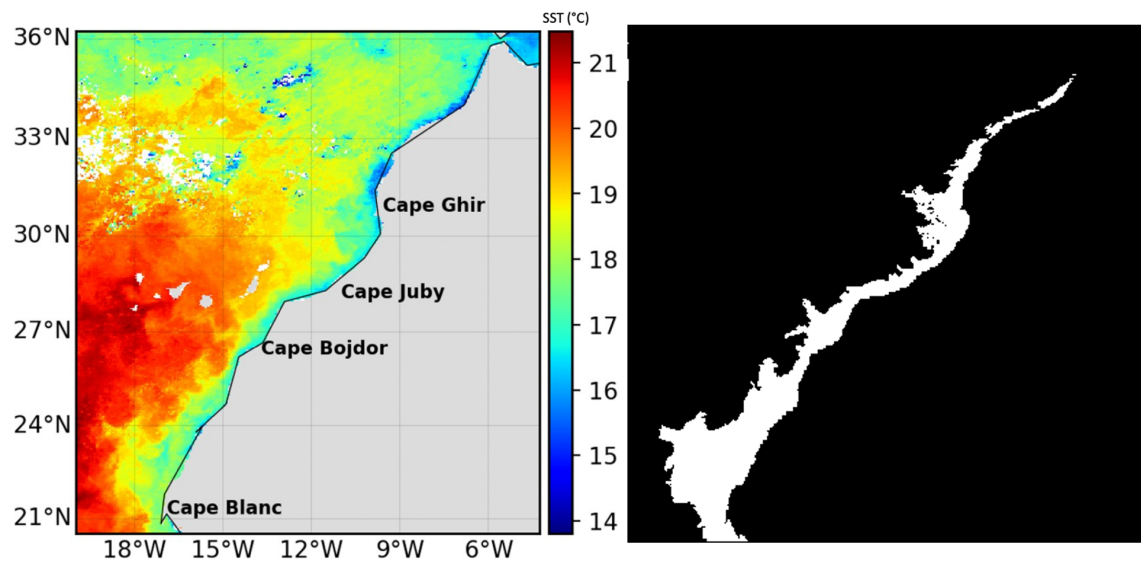 SST (°C)
36°N
33°N
30°N
27°N
24°N
21°N
Cape Ghir
Cape Juby
Cape Bojdor
Cape Blanc
18°W 15°W 12°W 9°W 6°W
21
20
19
18
17
16
15
14